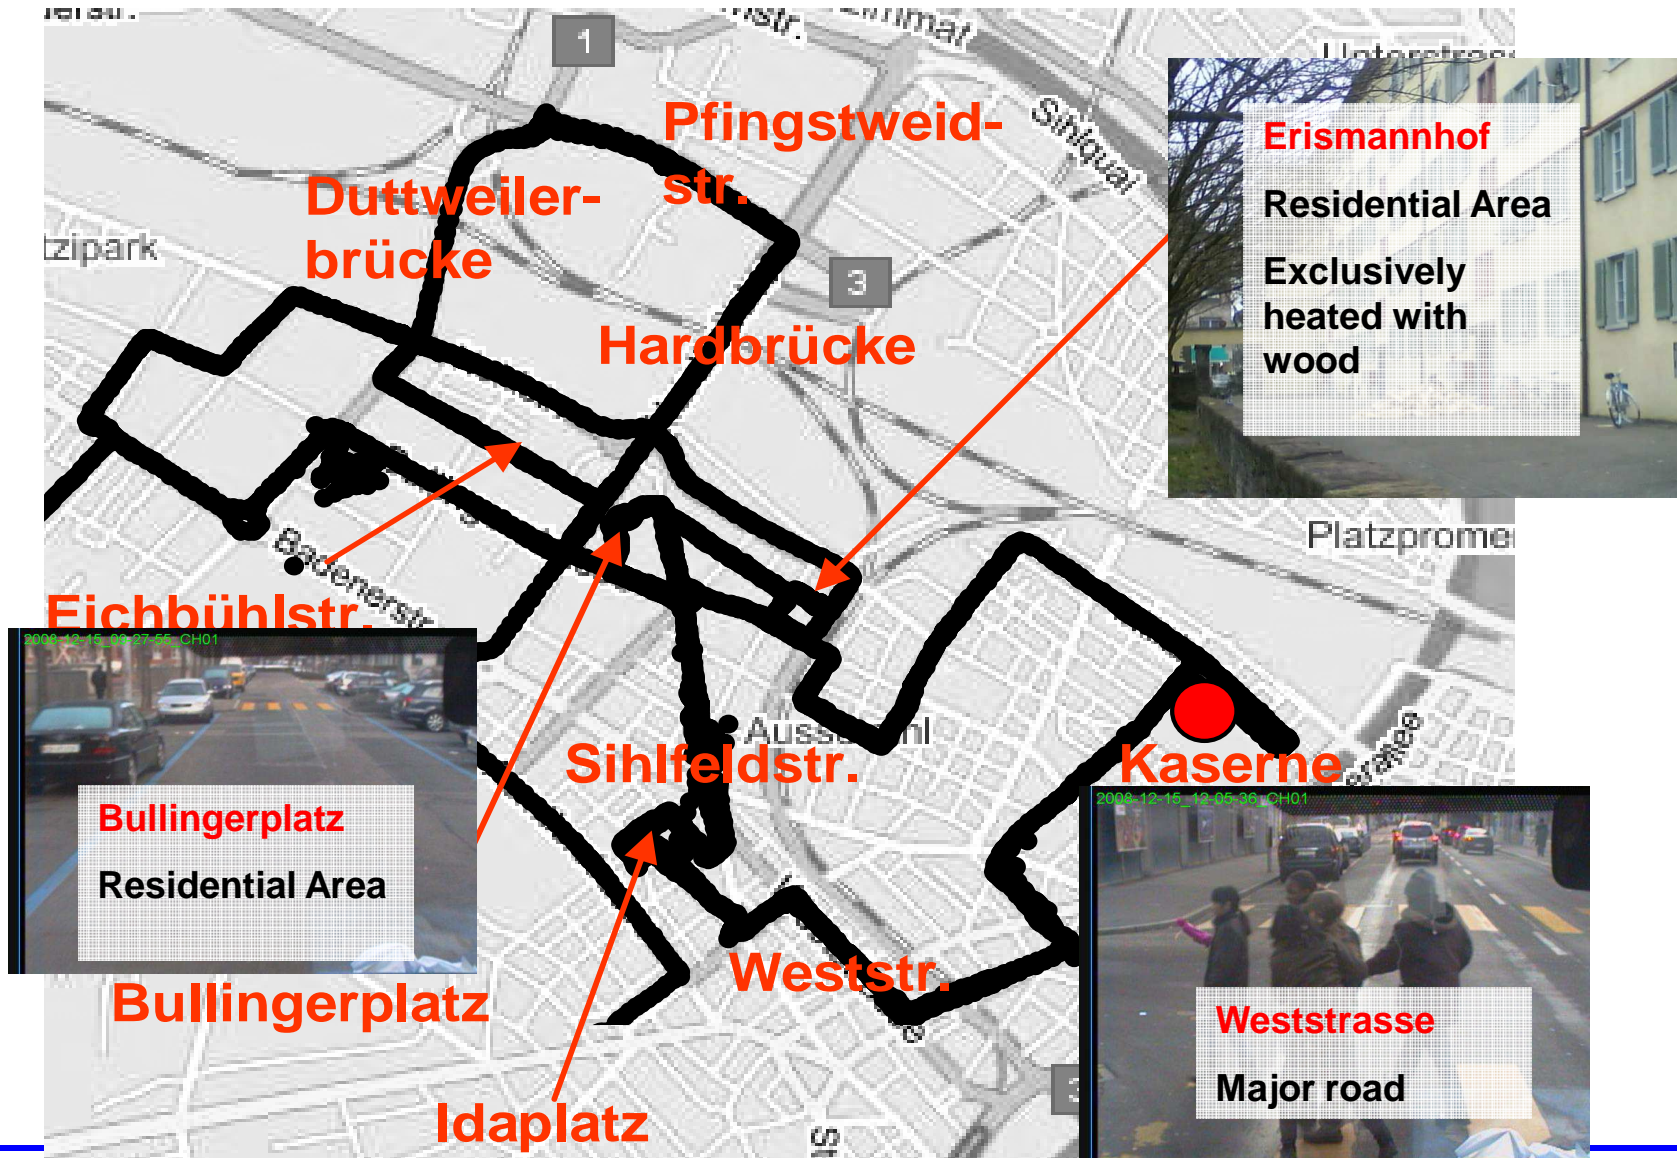 1
Pfingstweid-
str.
Sihlquai
Duttweiler-
brücke
3
Hardbrücke
Erismannhof
Residential Area
Exclusively
heated with
wood
Badenerstr.
Eichbühlstr.
2008-12-15_09-27-55_CH01
Bullingerplatz
Residential Area
Bullingerplatz
Sihlfeldstr.
Kaserne
2008-12-15_12-05-36_CH01
Weststr.
Weststrasse
Major road
Idaplatz